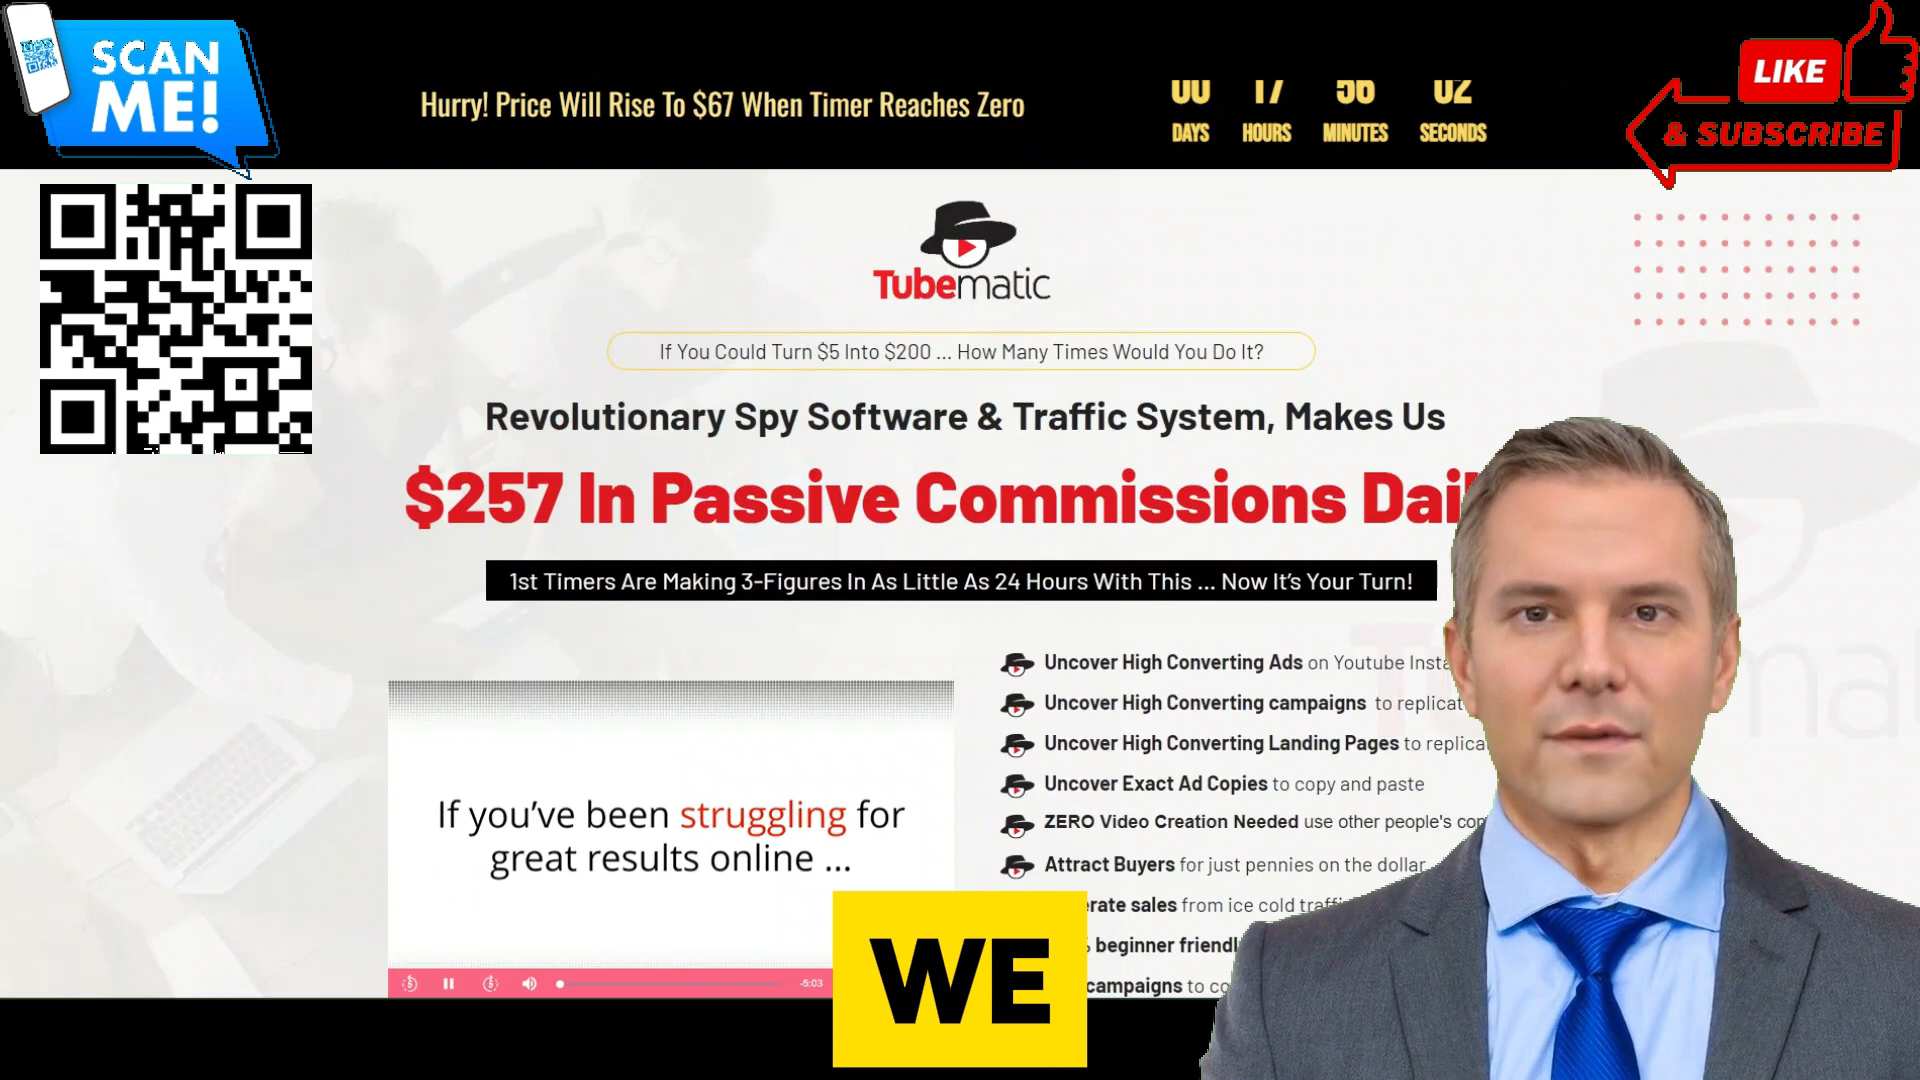 SCAN
ME!
Hurry! Price Will Rise To $67 When Timer Reaches Zero
DAYS HOURS MINUTES SECONDS
LIKE
& SUBSCRIBE
Tubematic
If You Could Turn $5 Into $200 ... How Many Times Would You Do It?
Revolutionary Spy Software & Traffic System, Makes Us
$257 In Passive Commissions
1st Timers Are Making 3-Figures In As Little As 24 Hours With This ... Now It's Your Turn!
Uncover High Converting Ads on Youtube
Uncover High Converting campaigns to
Uncover High Converting Landing Pages to
Uncover Exact Ad Copies to copy and paste
ZERO Video Creation Needed use other people's
Attract Buyers for just pennies on the dollar
sales from ice cold
beginner
campaigns to
If you've been struggling for
great results online ...
-5:03
WE